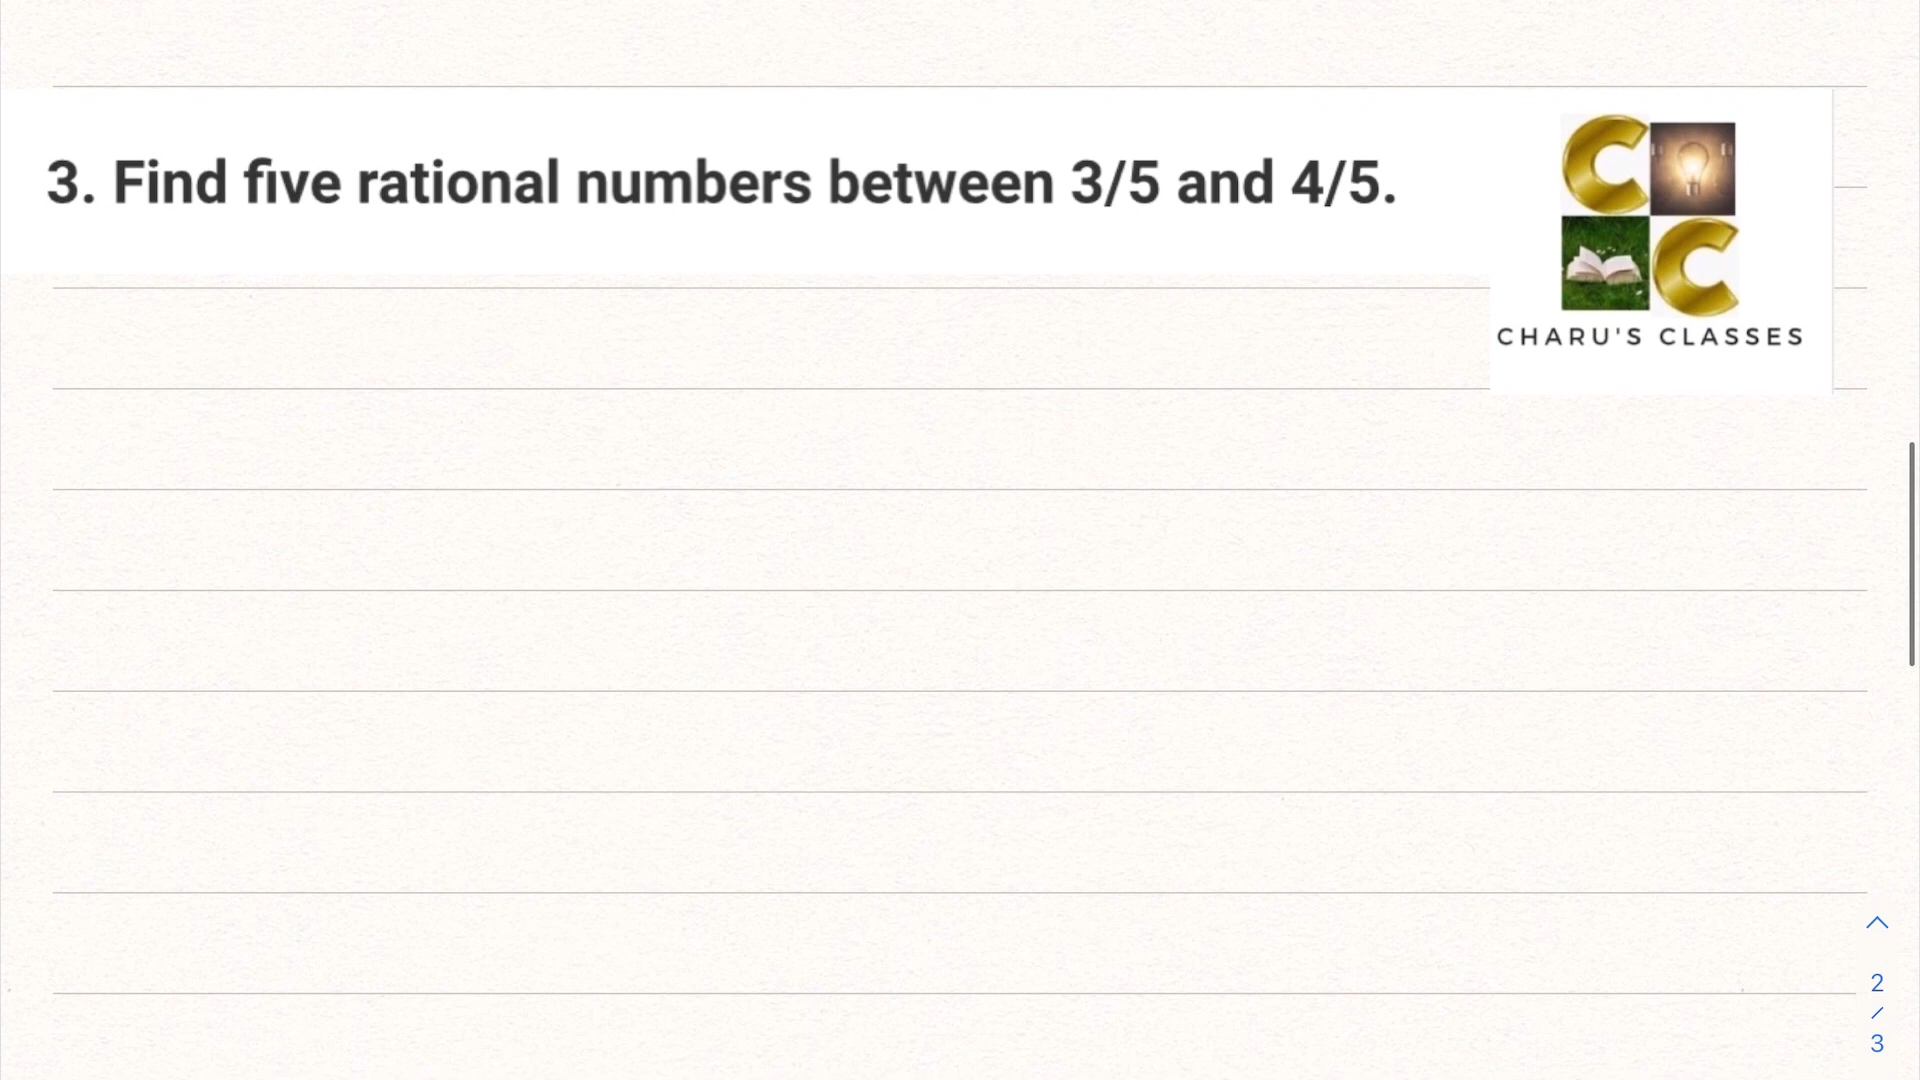 3. Find five rational numbers between 3/5 and 4/5.
CHARU'S CLASSES
2
/
3